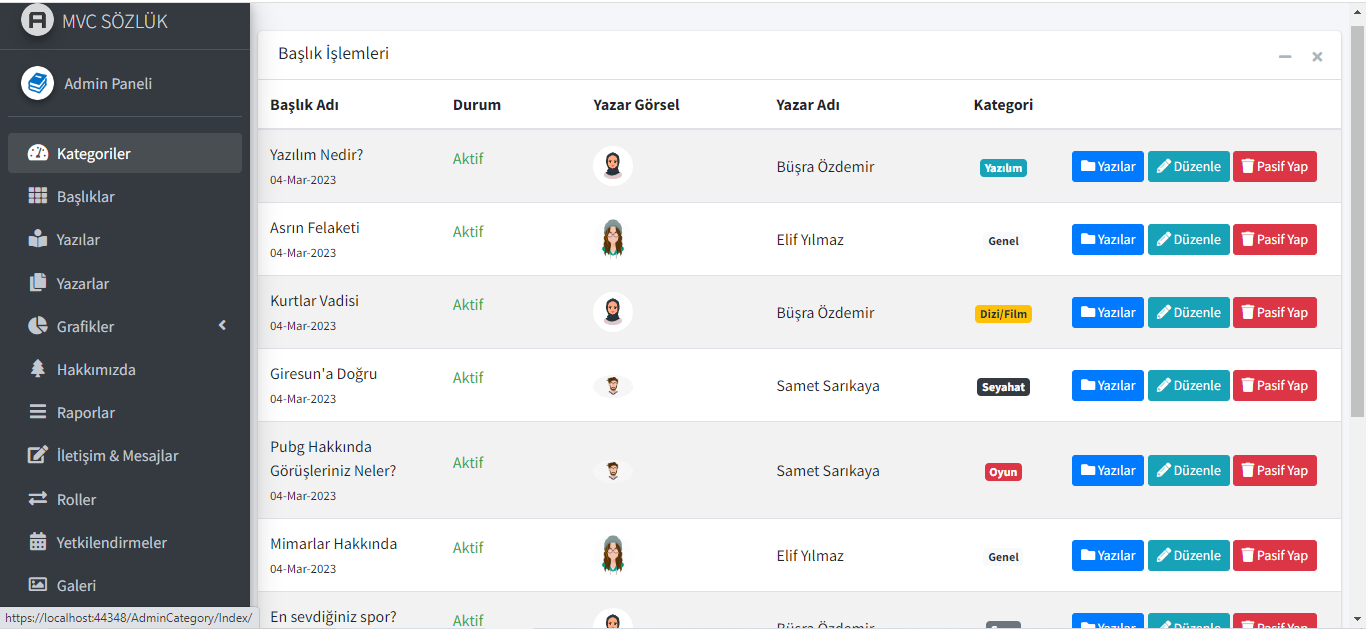 MVC SÖZLÜK
Admin Paneli
Kategoriler
Başlıklar
Yazılar
Yazarlar
Grafikler
Hakkımızda
Raporlar
İletişim & Mesajlar
Roller
Yetkilendirmeler
Galeri
https://localhost:44348/AdminCategory/Index/
Başlık İşlemleri
Başlık Adı Durum Yazar Görsel Yazar Adı Kategori
Yazılım Nedir?
04-Mar-2023
Aktif Büşra Özdemir Yazılım Yazılar Düzenle Pasif Yap
Asrın Felaketi
04-Mar-2023
Aktif Elif Yılmaz Genel Yazılar Düzenle Pasif Yap
Kurtlar Vadisi
04-Mar-2023
Aktif Büşra Özdemir Dizi/Film Yazılar Düzenle Pasif Yap
Giresun'a Doğru
04-Mar-2023
Aktif Samet Sarıkaya Seyahat Yazılar Düzenle Pasif Yap
Pubg Hakkında
Görüşleriniz Neler?
04-Mar-2023
Aktif Samet Sarıkaya Oyun Yazılar Düzenle Pasif Yap
Mimarlar Hakkında
04-Mar-2023
Aktif Elif Yılmaz Genel Yazılar Düzenle Pasif Yap
En sevdiğiniz spor?
Aktif Büşra Özdemir Yazılar Düzenle Pasif Yap